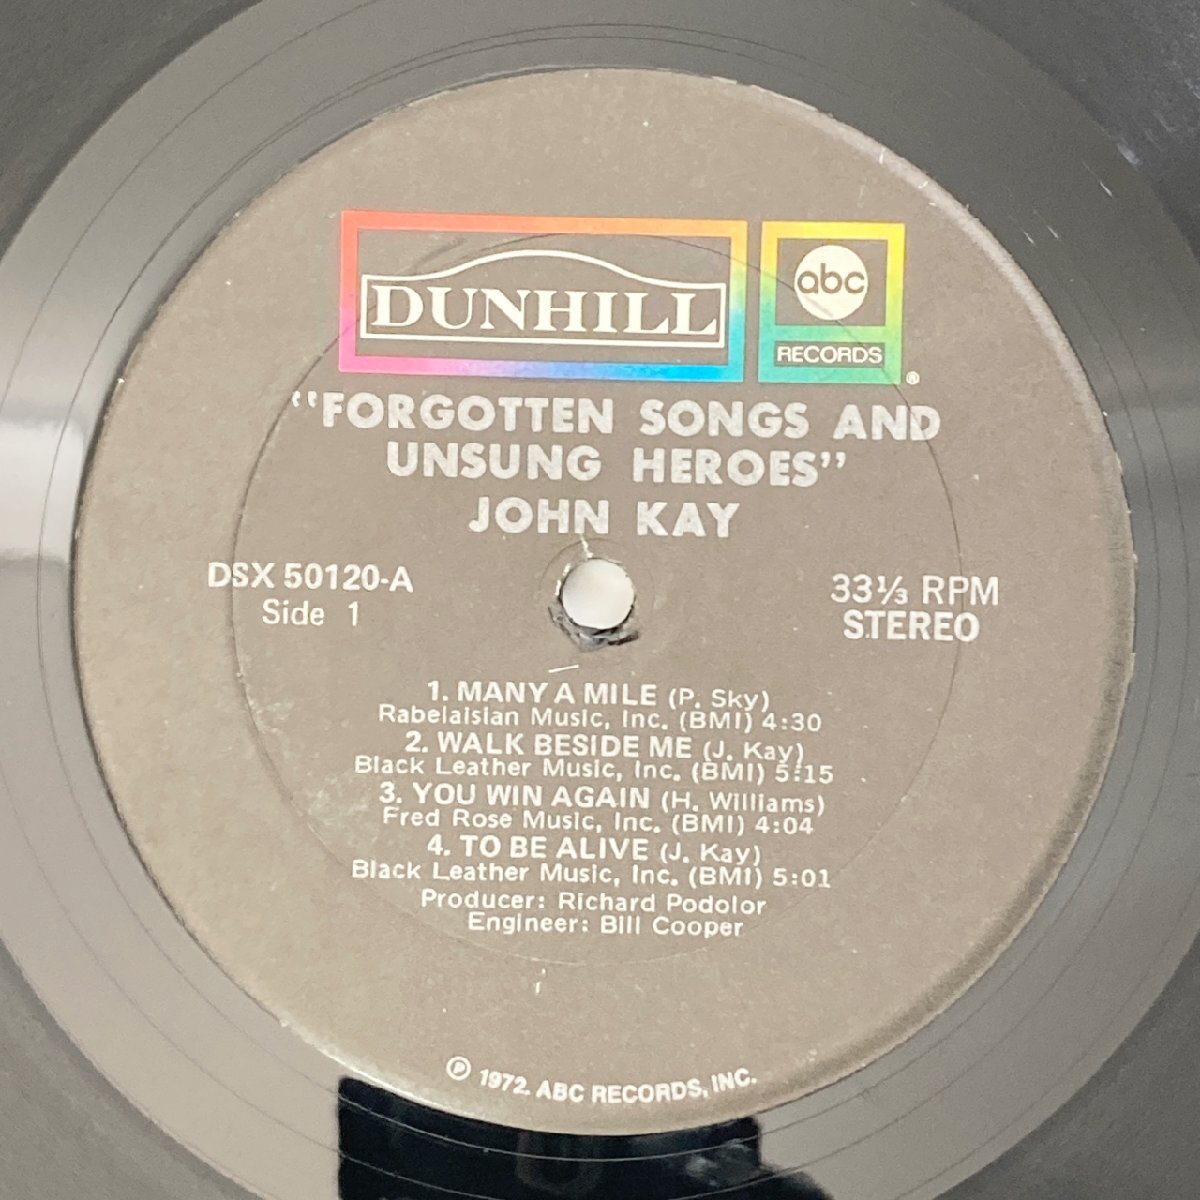 DUNHILL
abc
RECORDS
®
"FORGOTTEN SONGS AND
UNSUNG HEROES"
JOHN KAY
DSX 50120-A
Side 1
33⅓ RPM
STEREO
1. MANY A MILE (P. Sky)
Rabelaisian Music, Inc. (BMI) 4:30
2. WALK BESIDE ME (J. Kay)
Black Leather Music, Inc. (BMI) 5:15
3. YOU WIN AGAIN (H. Williams)
Fred Rose Music, Inc. (BMI) 4:04
4. TO BE ALIVE (J. Kay)
Black Leather Music, Inc. (BMI) 5:01
Producer: Richard Podolor
Engineer: Bill Cooper
℗ 1972. ABC RECORDS, INC.